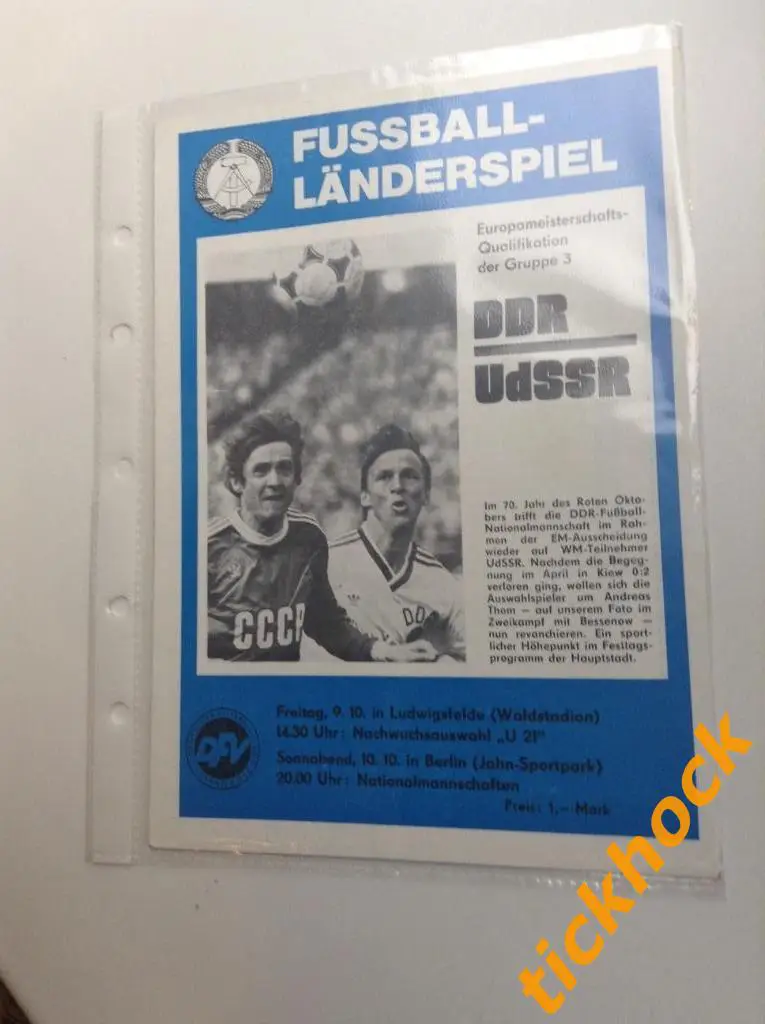 FUSSBALL-
LÄNDERSPIEL
Europameisterschafts-
Qualifikation
der Gruppe 3
DDR
UdSSR
Im 70. Jahr des Roten Okto-
bers trifft die DDR-Fußball-
Nationalmannschaft im Rah-
men der EM-Ausscheidung
wieder auf WM-Teilnehmer
UdSSR. Nachdem die Begeg-
nung im April in Kiew 0:2
verloren ging, wollen sich die
Auswahlspieler um Andreas
Thom — auf unserem Foto im
Zweikampf mit Bessenow —
nun revanchieren. Ein sport-
licher Höhepunkt im Festtags-
programm der Hauptstadt.
CCCP
DD
Freitag, 9. 10. in Ludwigsfelde (Waldstadion)
14.30 Uhr: Nachwuchsauswahl „U 21"
Sonnabend, 10. 10. in Berlin (Jahn-Sportpark)
20.00 Uhr: Nationalmannschaften
Preis: 1,— Mark
DFV
tickhock